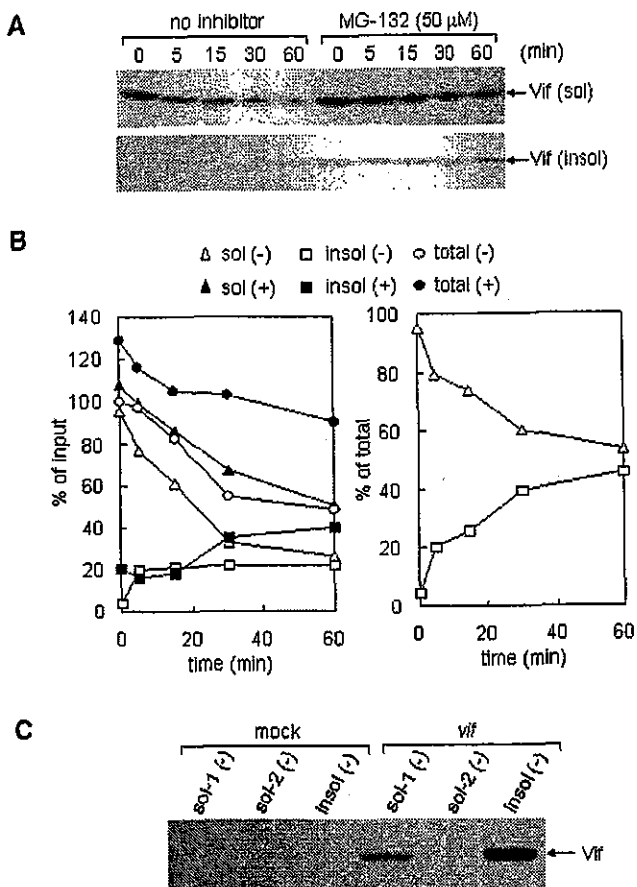 A
no inhibitor MG-132 (50 μM)
0 5 15 30 60 0 5 15 30 60 (min)
Vif (sol)
Vif (insol)
B
sol (-) insol (-) total (-)
sol (+) insol (+) total (+)
140
120
100
80
60
40
20
0
% of input
0 20 40 60
time (min)
100
80
60
40
20
0
% of total
0 20 40 60
time (min)
C
mock vif
sol-1 (-) sol-2 (-) insol (-) sol-1 (-) sol-2 (-) insol (-)
Vif